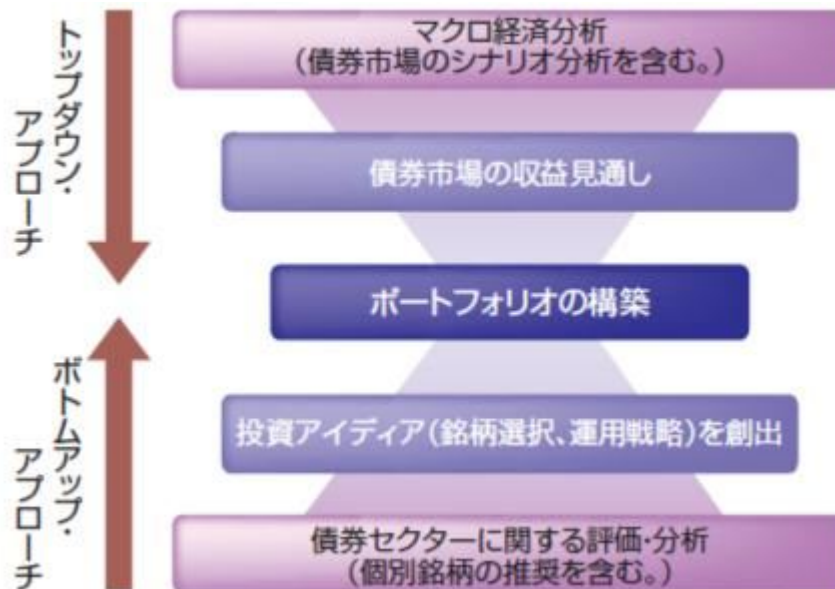 トップダウン・
アプローチ
マクロ経済分析
(債券市場のシナリオ分析を含む。)
債券市場の収益見通し
ポートフォリオの構築
ボトムアップ・
アプローチ
投資アイディア(銘柄選択、運用戦略)を創出
債券セクターに関する評価・分析
(個別銘柄の推奨を含む。)